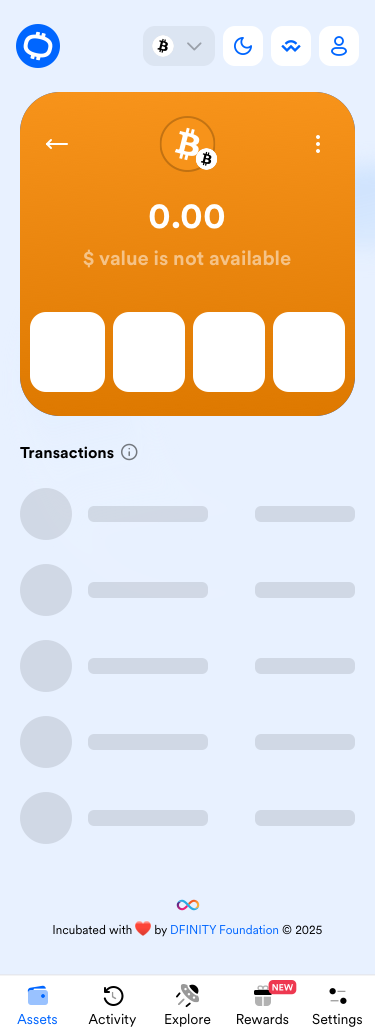 0.00
$ value is not available
Transactions
Incubated with ❤️ by DFINITY Foundation © 2025
NEW
Assets Activity Explore Rewards Settings